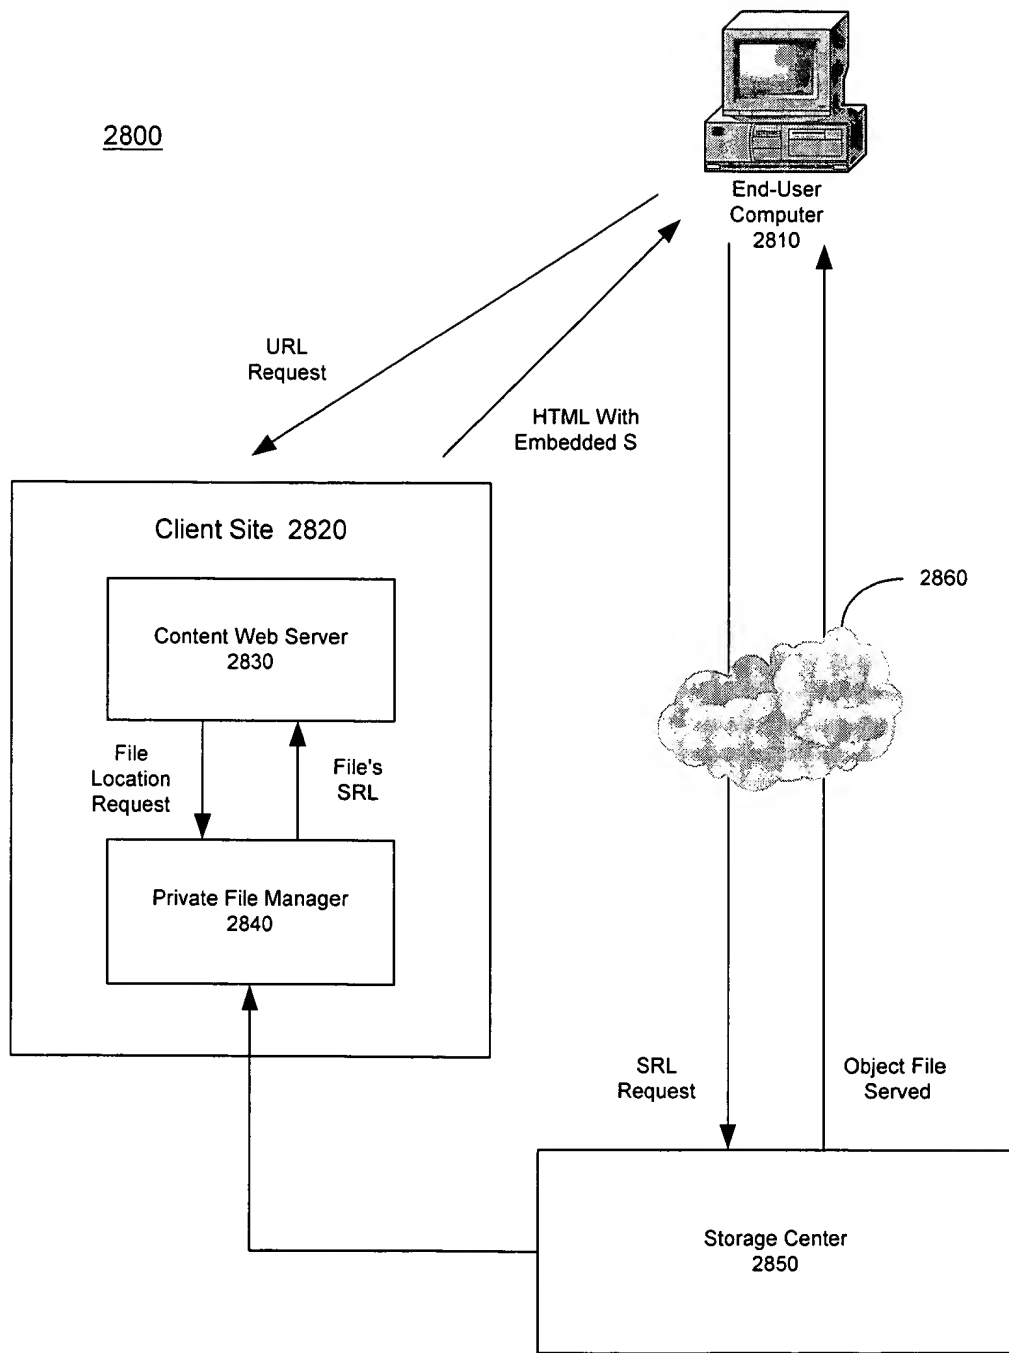 2800
End-User
Computer
2810
URL
Request
HTML With
Embedded S
Client Site 2820
2860
Content Web Server
2830
File
Location
Request
File's
SRL
Private File Manager
2840
SRL
Request
Object File
Served
Storage Center
2850